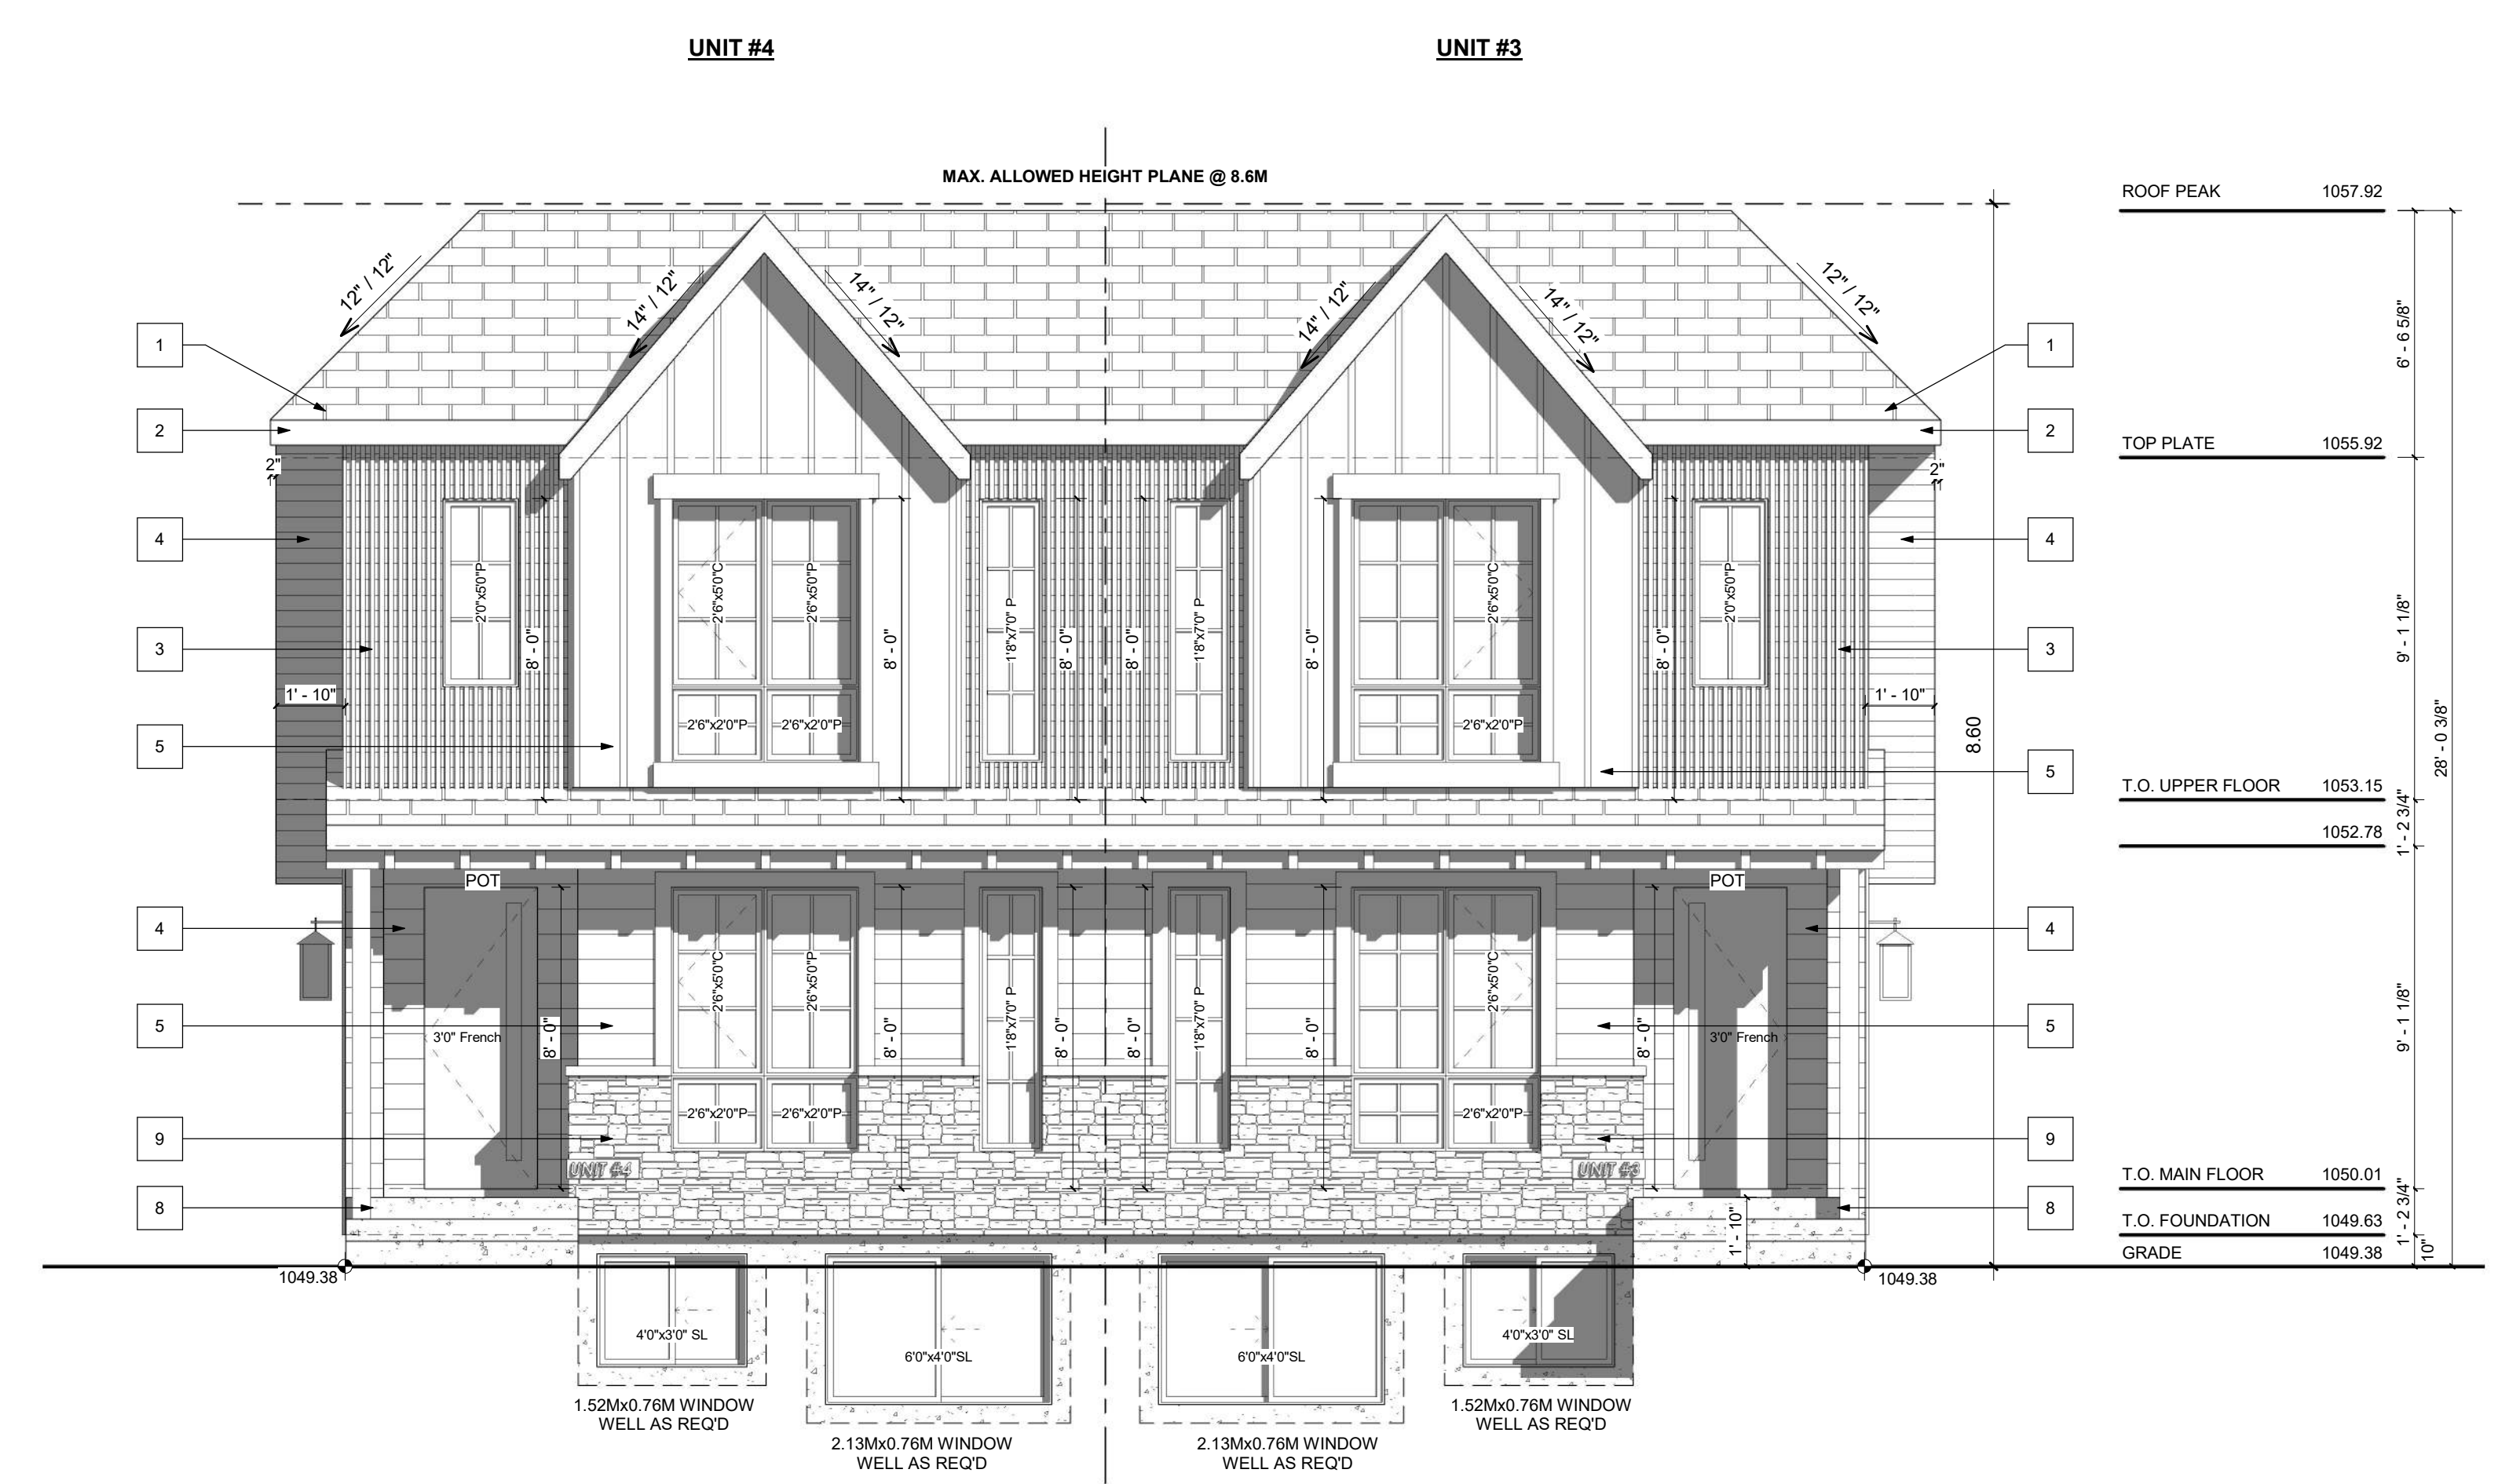 UNIT #4
UNIT #3
MAX. ALLOWED HEIGHT PLANE @ 8.6M
ROOF PEAK 1057.92
12" / 12"
14" / 12"
14" / 12"
14" / 12"
14" / 12"
12" / 12"
6' - 6 5/8"
1
1
2
2
TOP PLATE 1055.92
2"
2"
4
4
2'0"x5'0"P
2'6"x5'0"C
2'6"x5'0"P
1'8"x7'0" P
1'8"x7'0" P
2'6"x5'0"C
2'0"x5'0"P
3
3
8' - 0"
8' - 0"
8' - 0"
8' - 0"
8' - 0"
8' - 0"
9' - 1 1/8"
1' - 10"
1' - 10"
2'6"x2'0"P
2'6"x2'0"P
2'6"x2'0"P
8.60
28' - 0 3/8"
5
5
T.O. UPPER FLOOR 1053.15
1' - 2 3/4"
1052.78
POT
POT
4
4
2'6"x5'0"C
2'6"x5'0"P
1'8"x7'0" P
1'8"x7'0" P
2'6"x5'0"C
5
5
3'0" French
3'0" French
8' - 0"
8' - 0"
8' - 0"
8' - 0"
8' - 0"
8' - 0"
9' - 1 1/8"
2'6"x2'0"P
2'6"x2'0"P
2'6"x2'0"P
9
9
UNIT #4
UNIT #3
T.O. MAIN FLOOR 1050.01
8
8
1' - 10"
1' - 2 3/4"
T.O. FOUNDATION 1049.63
GRADE 1049.38
10"
1049.38
1049.38
4'0"x3'0" SL
6'0"x4'0"SL
6'0"x4'0"SL
4'0"x3'0" SL
1.52Mx0.76M WINDOW
WELL AS REQ'D
2.13Mx0.76M WINDOW
WELL AS REQ'D
2.13Mx0.76M WINDOW
WELL AS REQ'D
1.52Mx0.76M WINDOW
WELL AS REQ'D